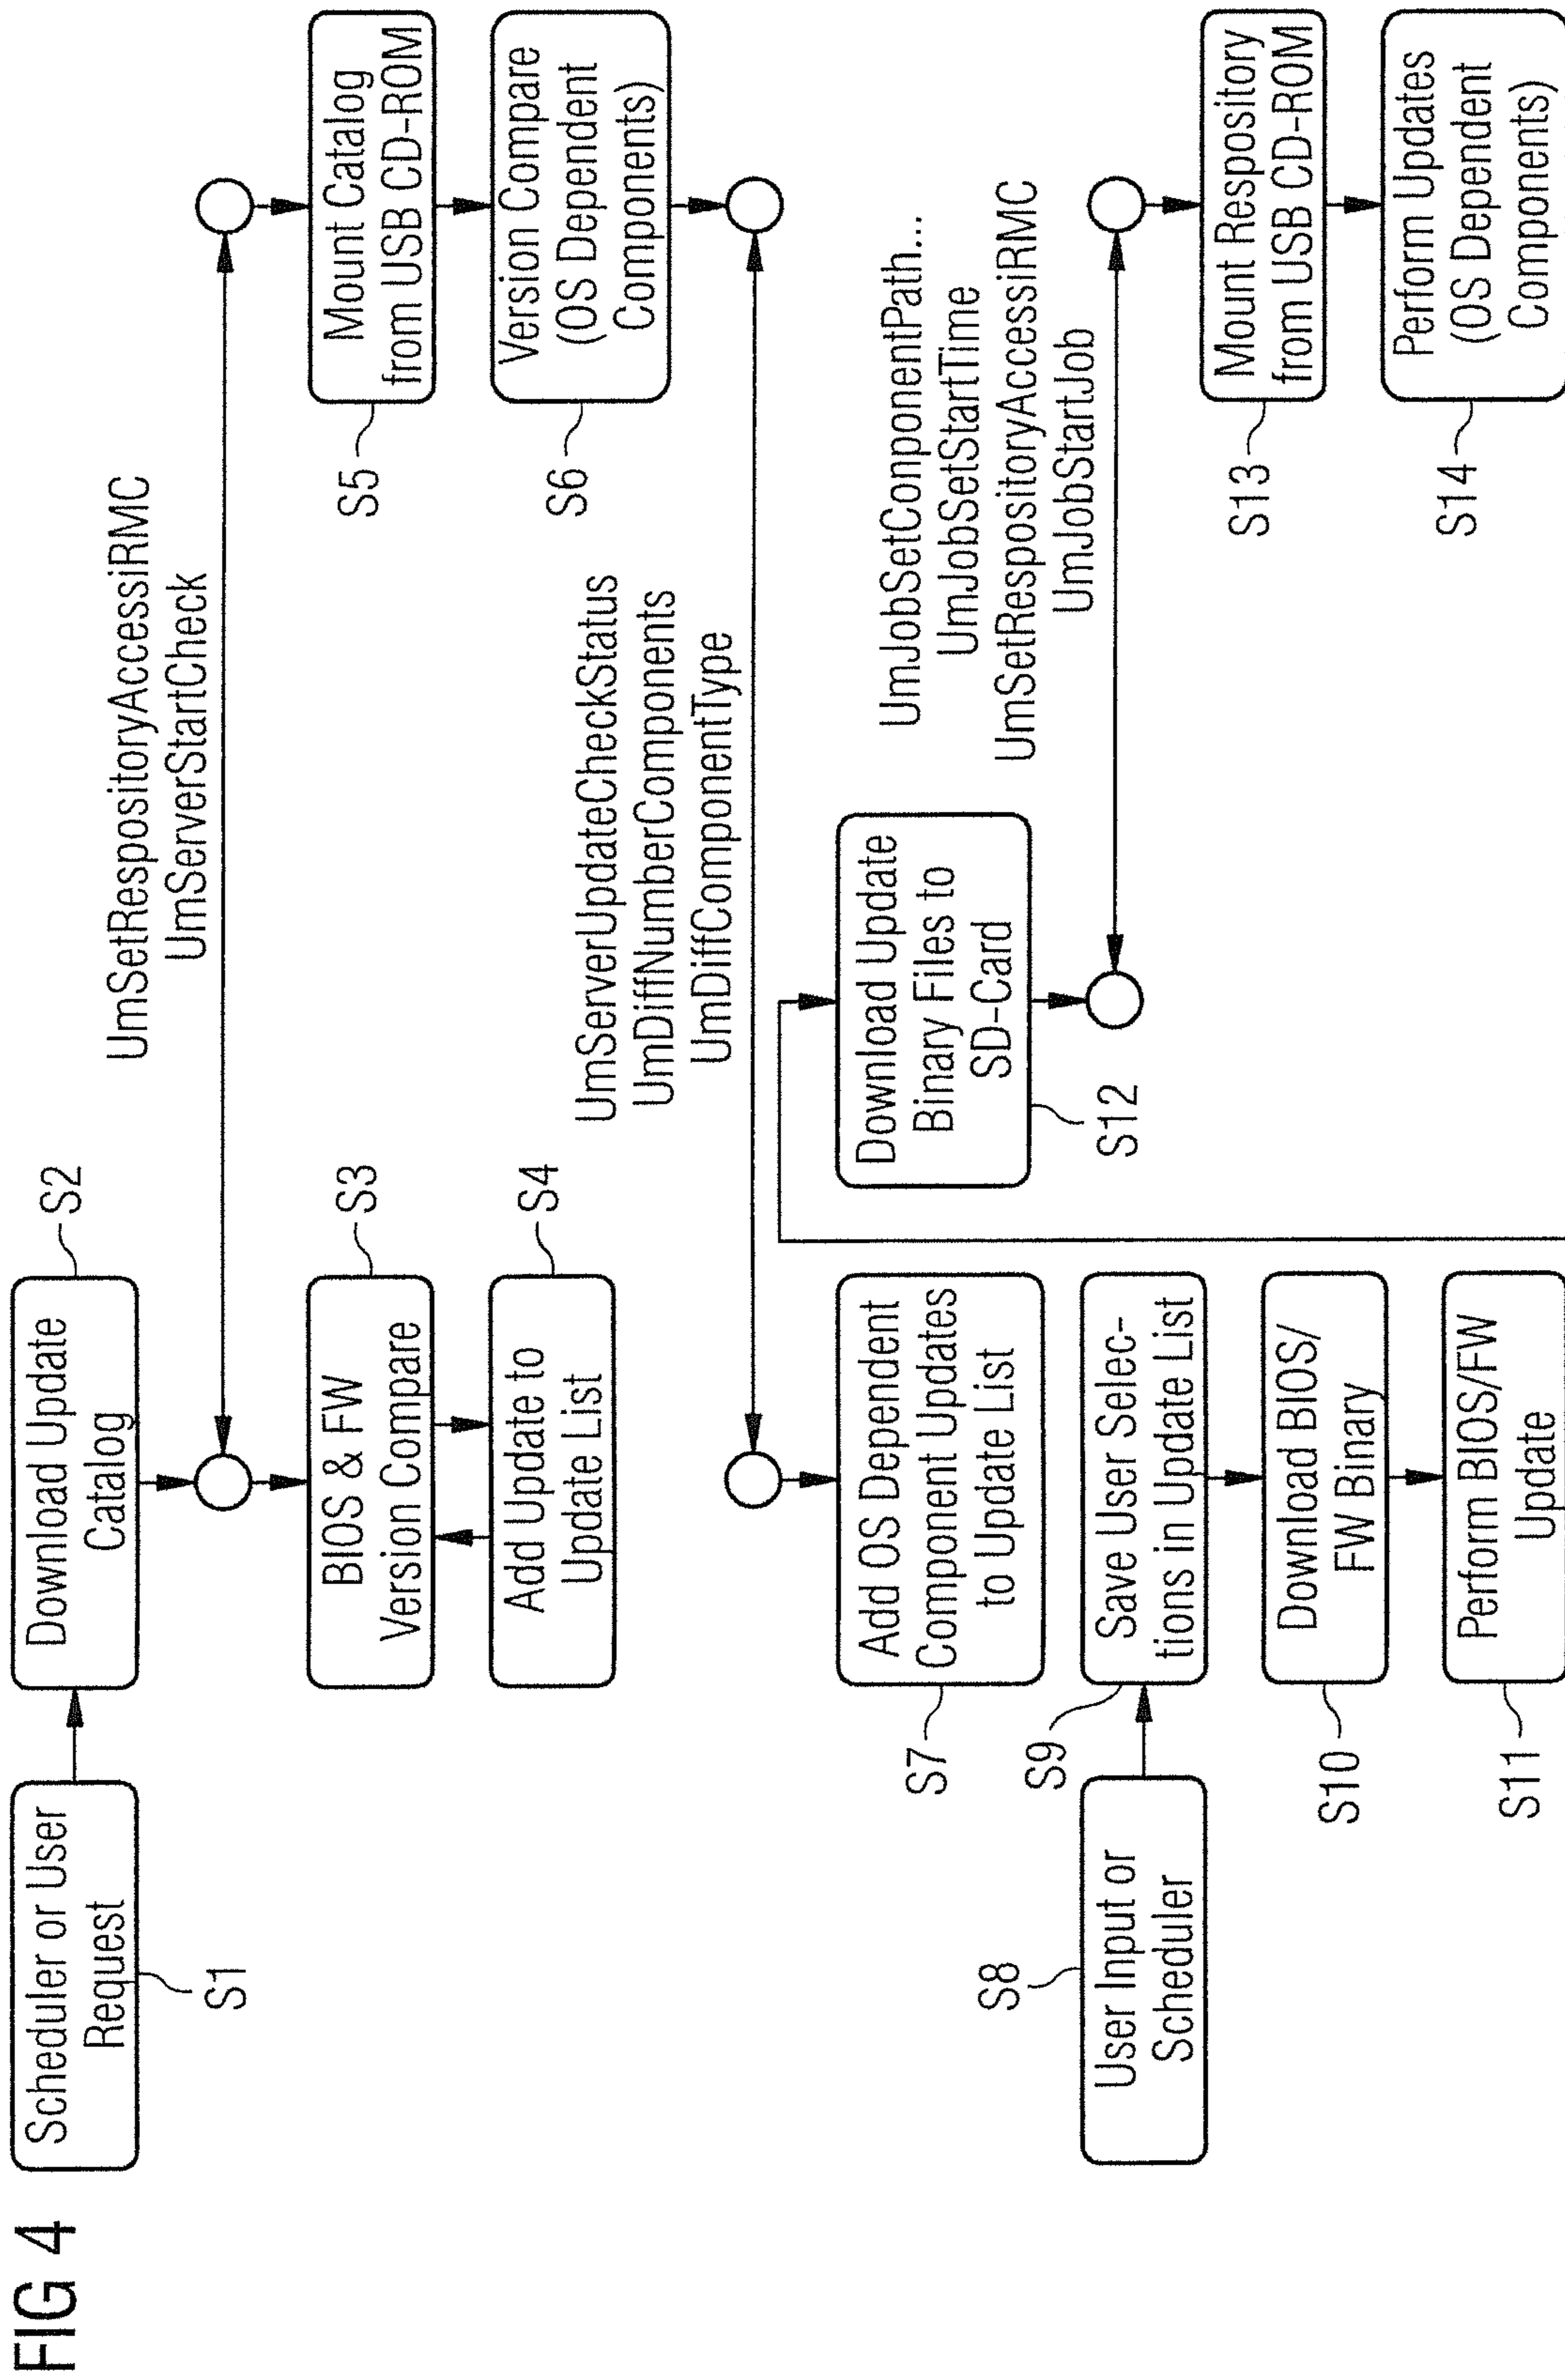 FIG 4
Scheduler or User
Request
S1
Download Update
Catalog
S2
UmSetRespositoryAccessiRMC
UmServerStartCheck
BIOS & FW
Version Compare
S3
Add Update to
Update List
S4
Mount Catalog
from USB CD-ROM
S5
Version Compare
(OS Dependent
Components)
S6
UmServerUpdateCheckStatus
UmDiffNumberComponents
UmDiffComponentType
Add OS Dependent
Component Updates
to Update List
S7
User Input or
Scheduler
S8
Save User Selec-
tions in Update List
S9
Download BIOS/
FW Binary
S10
Perform BIOS/FW
Update
S11
Download Update
Binary Files to
SD-Card
S12
UmJobSetConponentPath...
UmJobSetStartTime
UmSetRespositoryAccessiRMC
UmJobStartJob
Mount Respository
from USB CD-ROM
S13
Perform Updates
(OS Dependent
Components)
S14